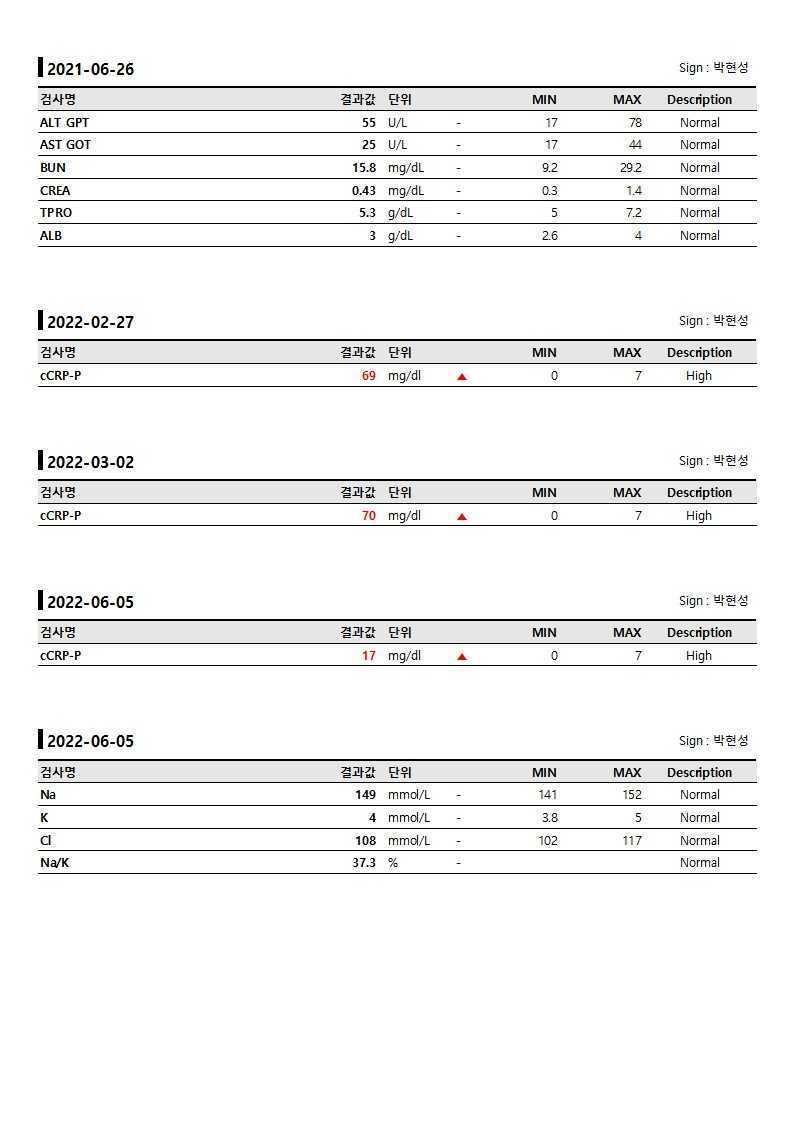 2021-06-26 Sign : 박현성
검사명 결과값 단위 MIN MAX Description
ALT GPT 55 U/L - 17 78 Normal
AST GOT 25 U/L - 17 44 Normal
BUN 15.8 mg/dL - 9.2 29.2 Normal
CREA 0.43 mg/dL - 0.3 1.4 Normal
TPRO 5.3 g/dL - 5 7.2 Normal
ALB 3 g/dL - 2.6 4 Normal
2022-02-27 Sign : 박현성
검사명 결과값 단위 MIN MAX Description
cCRP-P 69 mg/dl ▲ 0 7 High
2022-03-02 Sign : 박현성
검사명 결과값 단위 MIN MAX Description
cCRP-P 70 mg/dl ▲ 0 7 High
2022-06-05 Sign : 박현성
검사명 결과값 단위 MIN MAX Description
cCRP-P 17 mg/dl ▲ 0 7 High
2022-06-05 Sign : 박현성
검사명 결과값 단위 MIN MAX Description
Na 149 mmol/L - 141 152 Normal
K 4 mmol/L - 3.8 5 Normal
Cl 108 mmol/L - 102 117 Normal
Na/K 37.3 % - Normal